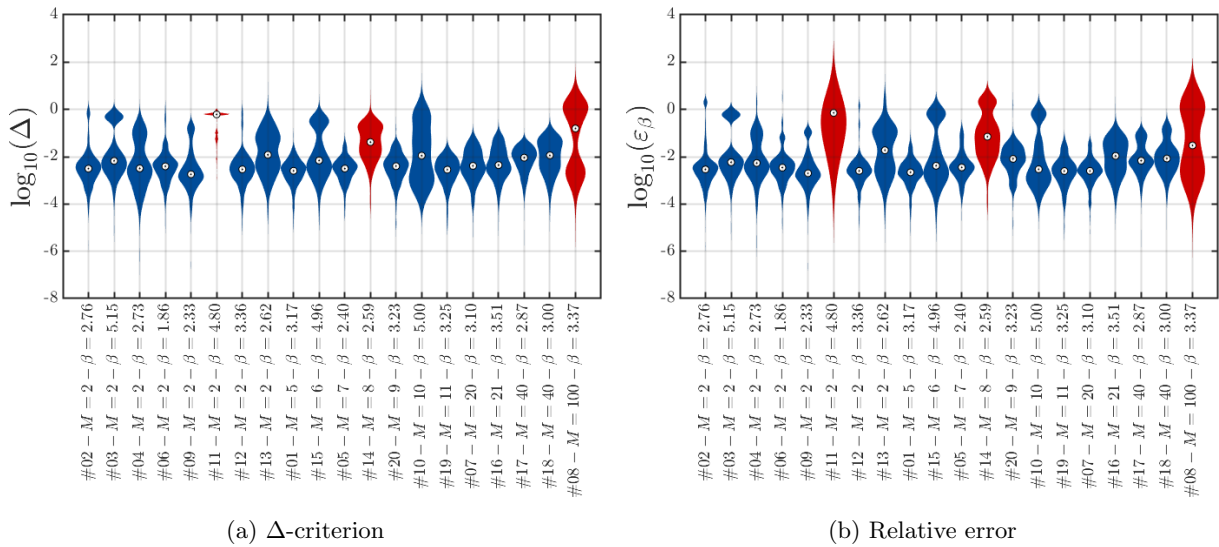 4
2
0
-2
-4
-6
-8
log₁₀(Δ)
#02 − M = 2 − β = 2.76
#03 − M = 2 − β = 5.15
#04 − M = 2 − β = 2.73
#06 − M = 2 − β = 1.86
#09 − M = 2 − β = 2.33
#11 − M = 2 − β = 4.80
#12 − M = 2 − β = 3.36
#13 − M = 2 − β = 2.62
#01 − M = 5 − β = 3.17
#15 − M = 6 − β = 4.96
#05 − M = 7 − β = 2.40
#14 − M = 8 − β = 2.59
#20 − M = 9 − β = 3.23
#10 − M = 10 − β = 5.00
#19 − M = 11 − β = 3.25
#07 − M = 20 − β = 3.10
#16 − M = 21 − β = 3.51
#17 − M = 40 − β = 2.87
#18 − M = 40 − β = 3.00
#08 − M = 100 − β = 3.37
(a) Δ-criterion
4
2
0
-2
-4
-6
-8
log₁₀(ε_β)
#02 − M = 2 − β = 2.76
#03 − M = 2 − β = 5.15
#04 − M = 2 − β = 2.73
#06 − M = 2 − β = 1.86
#09 − M = 2 − β = 2.33
#11 − M = 2 − β = 4.80
#12 − M = 2 − β = 3.36
#13 − M = 2 − β = 2.62
#01 − M = 5 − β = 3.17
#15 − M = 6 − β = 4.96
#05 − M = 7 − β = 2.40
#14 − M = 8 − β = 2.59
#20 − M = 9 − β = 3.23
#10 − M = 10 − β = 5.00
#19 − M = 11 − β = 3.25
#07 − M = 20 − β = 3.10
#16 − M = 21 − β = 3.51
#17 − M = 40 − β = 2.87
#18 − M = 40 − β = 3.00
#08 − M = 100 − β = 3.37
(b) Relative error